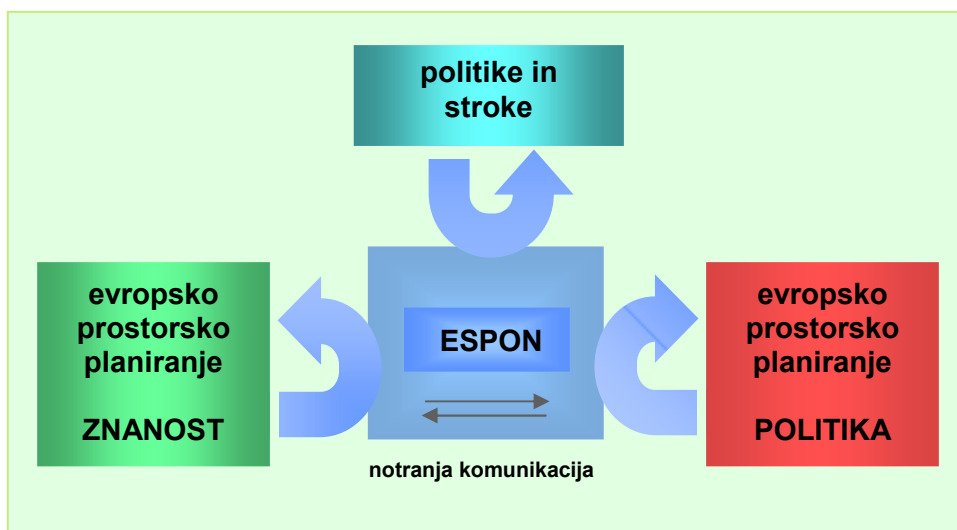 politike in
stroke
evropsko
prostorsko
planiranje
ZNANOST
ESPON
evropsko
prostorsko
planiranje
POLITIKA
notranja komunikacija